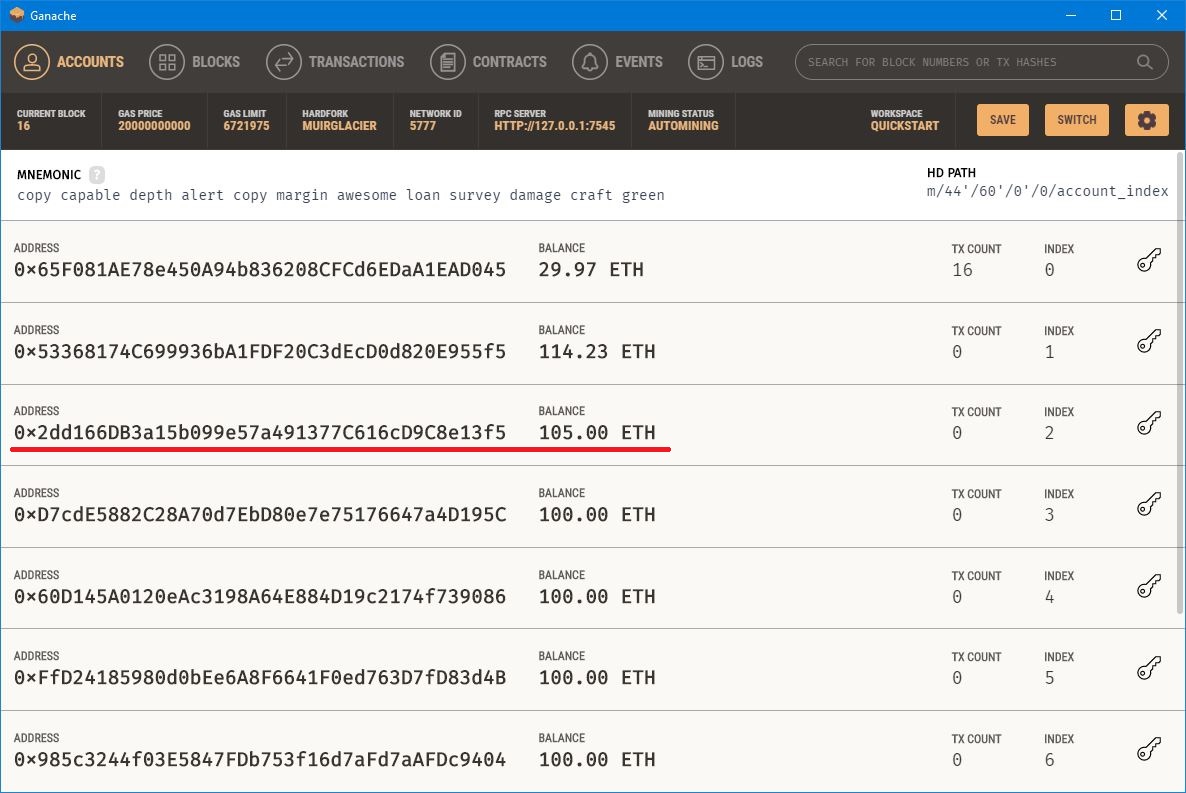 Ganache
ACCOUNTS BLOCKS TRANSACTIONS CONTRACTS EVENTS LOGS SEARCH FOR BLOCK NUMBERS OR TX HASHES
CURRENT BLOCK GAS PRICE GAS LIMIT HARDFORK NETWORK ID RPC SERVER MINING STATUS WORKSPACE
16 20000000000 6721975 MUIRGLACIER 5777 HTTP://127.0.0.1:7545 AUTOMINING QUICKSTART SAVE SWITCH
MNEMONIC ? HD PATH
copy capable depth alert copy margin awesome loan survey damage craft green m/44'/60'/0'/0/account_index
ADDRESS BALANCE TX COUNT INDEX
0×65F081AE78e450A94b836208CFCd6EDaA1EAD045 29.97 ETH 16 0
ADDRESS BALANCE TX COUNT INDEX
0×53368174C699936bA1FDF20C3dEcD0d820E955f5 114.23 ETH 0 1
ADDRESS BALANCE TX COUNT INDEX
0×2dd166DB3a15b099e57a491377C616cD9C8e13f5 105.00 ETH 0 2
ADDRESS BALANCE TX COUNT INDEX
0×D7cdE5882C28A70d7EbD80e7e75176647a4D195C 100.00 ETH 0 3
ADDRESS BALANCE TX COUNT INDEX
0×60D145A0120eAc3198A64E884D19c2174f739086 100.00 ETH 0 4
ADDRESS BALANCE TX COUNT INDEX
0×FfD24185980d0bEe6A8F6641F0ed763D7fD83d4B 100.00 ETH 0 5
ADDRESS BALANCE TX COUNT INDEX
0×985c3244f03E5847FDb753f16d7aFd7aAFDc9404 100.00 ETH 0 6